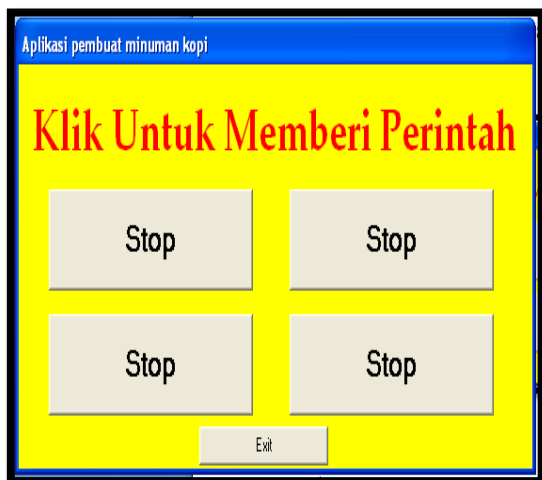 Aplikasi pembuat minuman kopi
Klik Untuk Memberi Perintah
Stop
Stop
Stop
Stop
Exit